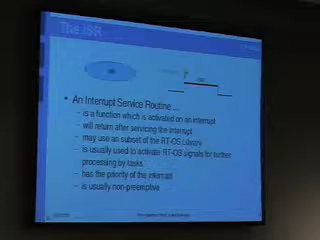 The ISR
• An Interrupt Service Routine ...
– is a function which is activated on an interrupt
– will return after servicing the interrupt
– may use an subset of the RT-OS Library
– is usually used to activate RT-OS signals for further
processing by tasks.
– has the priority of the interrupt
– is usually non-preemptive